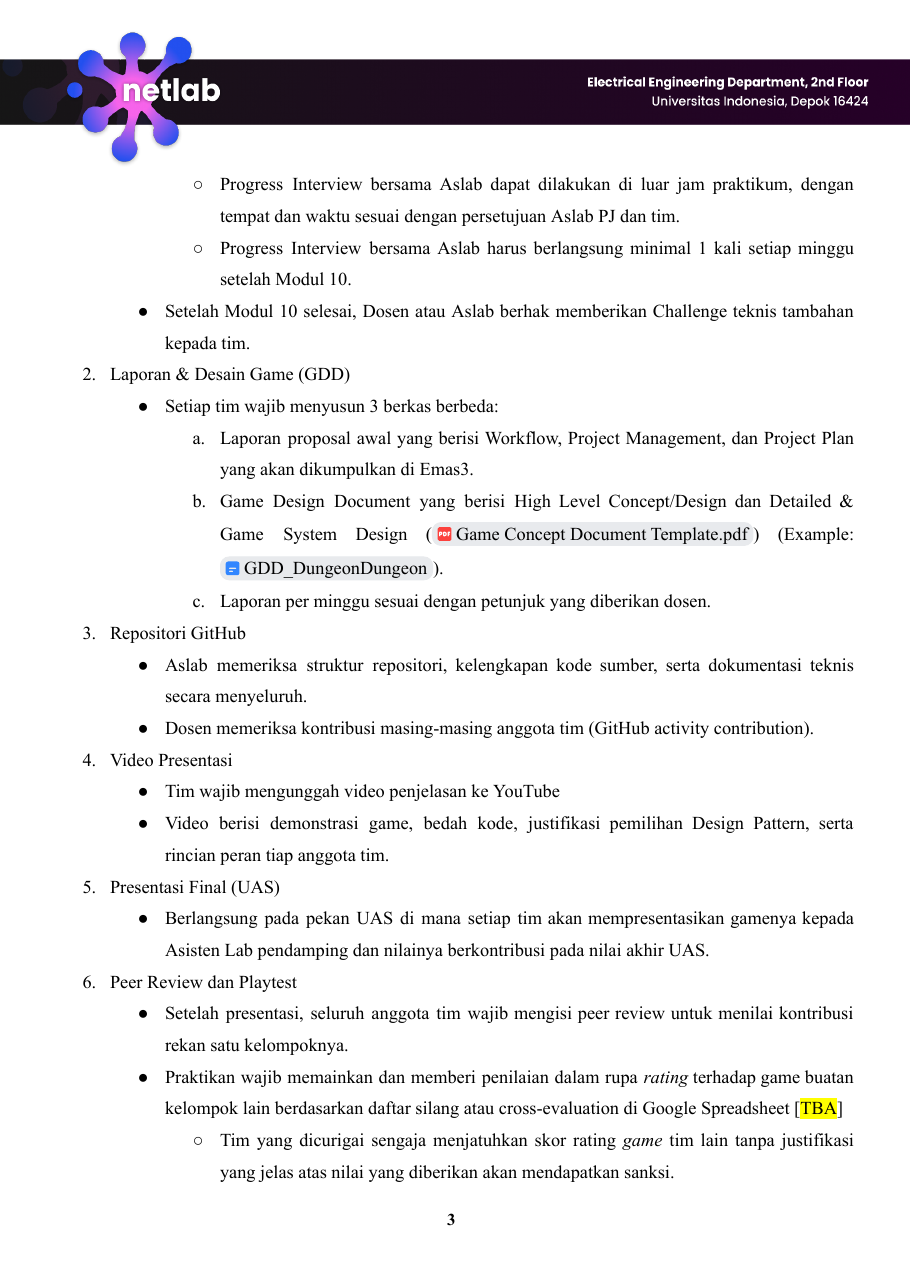 netlab
Electrical Engineering Department, 2nd Floor
Universitas Indonesia, Depok 16424
○ Progress Interview bersama Aslab dapat dilakukan di luar jam praktikum, dengan
tempat dan waktu sesuai dengan persetujuan Aslab PJ dan tim.
○ Progress Interview bersama Aslab harus berlangsung minimal 1 kali setiap minggu
setelah Modul 10.
● Setelah Modul 10 selesai, Dosen atau Aslab berhak memberikan Challenge teknis tambahan
kepada tim.
2. Laporan & Desain Game (GDD)
● Setiap tim wajib menyusun 3 berkas berbeda:
a. Laporan proposal awal yang berisi Workflow, Project Management, dan Project Plan
yang akan dikumpulkan di Emas3.
b. Game Design Document yang berisi High Level Concept/Design dan Detailed &
Game System Design ( PDF Game Concept Document Template.pdf ) (Example:
GDD_DungeonDungeon ).
c. Laporan per minggu sesuai dengan petunjuk yang diberikan dosen.
3. Repositori GitHub
● Aslab memeriksa struktur repositori, kelengkapan kode sumber, serta dokumentasi teknis
secara menyeluruh.
● Dosen memeriksa kontribusi masing-masing anggota tim (GitHub activity contribution).
4. Video Presentasi
● Tim wajib mengunggah video penjelasan ke YouTube
● Video berisi demonstrasi game, bedah kode, justifikasi pemilihan Design Pattern, serta
rincian peran tiap anggota tim.
5. Presentasi Final (UAS)
● Berlangsung pada pekan UAS di mana setiap tim akan mempresentasikan gamenya kepada
Asisten Lab pendamping dan nilainya berkontribusi pada nilai akhir UAS.
6. Peer Review dan Playtest
● Setelah presentasi, seluruh anggota tim wajib mengisi peer review untuk menilai kontribusi
rekan satu kelompoknya.
● Praktikan wajib memainkan dan memberi penilaian dalam rupa rating terhadap game buatan
kelompok lain berdasarkan daftar silang atau cross-evaluation di Google Spreadsheet [TBA]
○ Tim yang dicurigai sengaja menjatuhkan skor rating game tim lain tanpa justifikasi
yang jelas atas nilai yang diberikan akan mendapatkan sanksi.
3